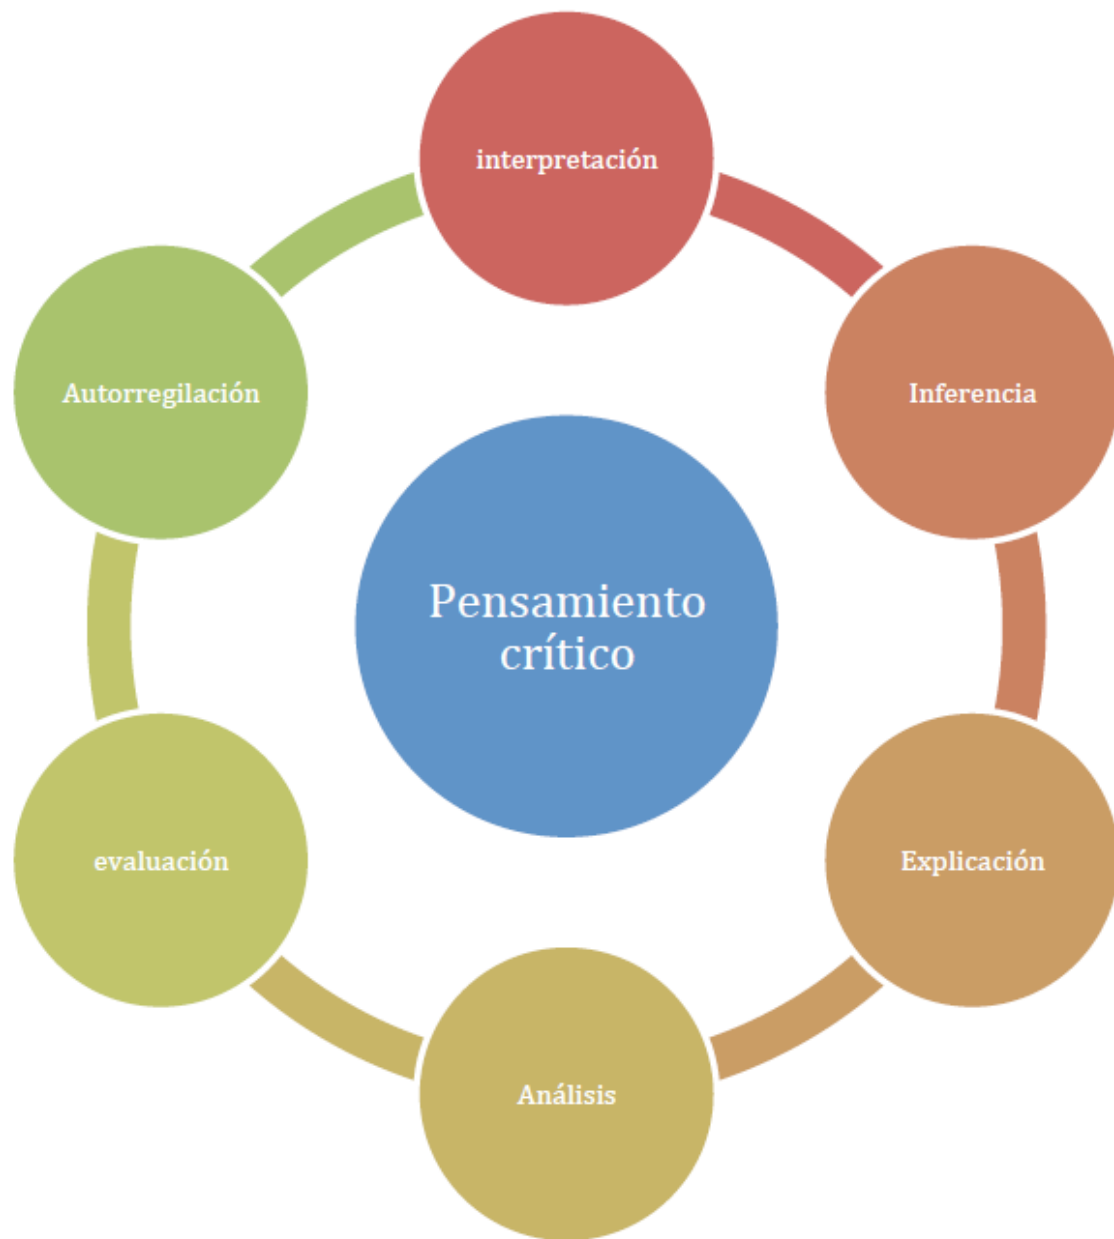 interpretación
Autorregilación
Inferencia
Pensamiento
crítico
evaluación
Explicación
Análisis